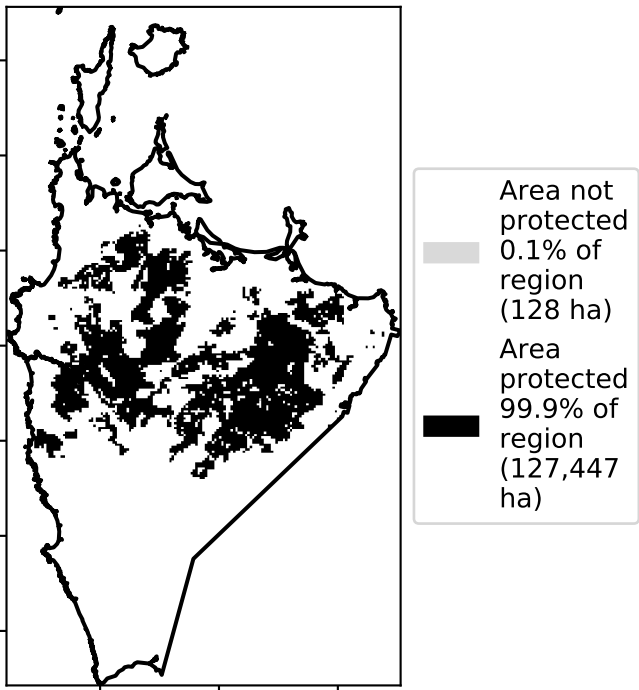 Area not
protected
0.1% of
region
(128 ha)
Area
protected
99.9% of
region
(127,447
ha)